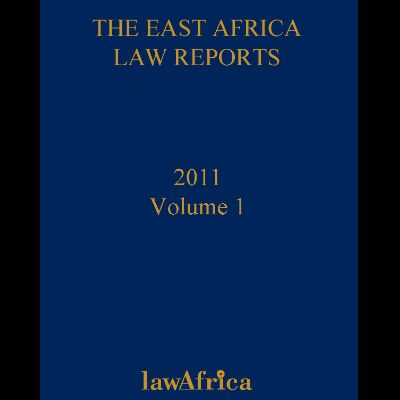 THE EAST AFRICA
LAW REPORTS
2011
Volume 1
lawAfrica